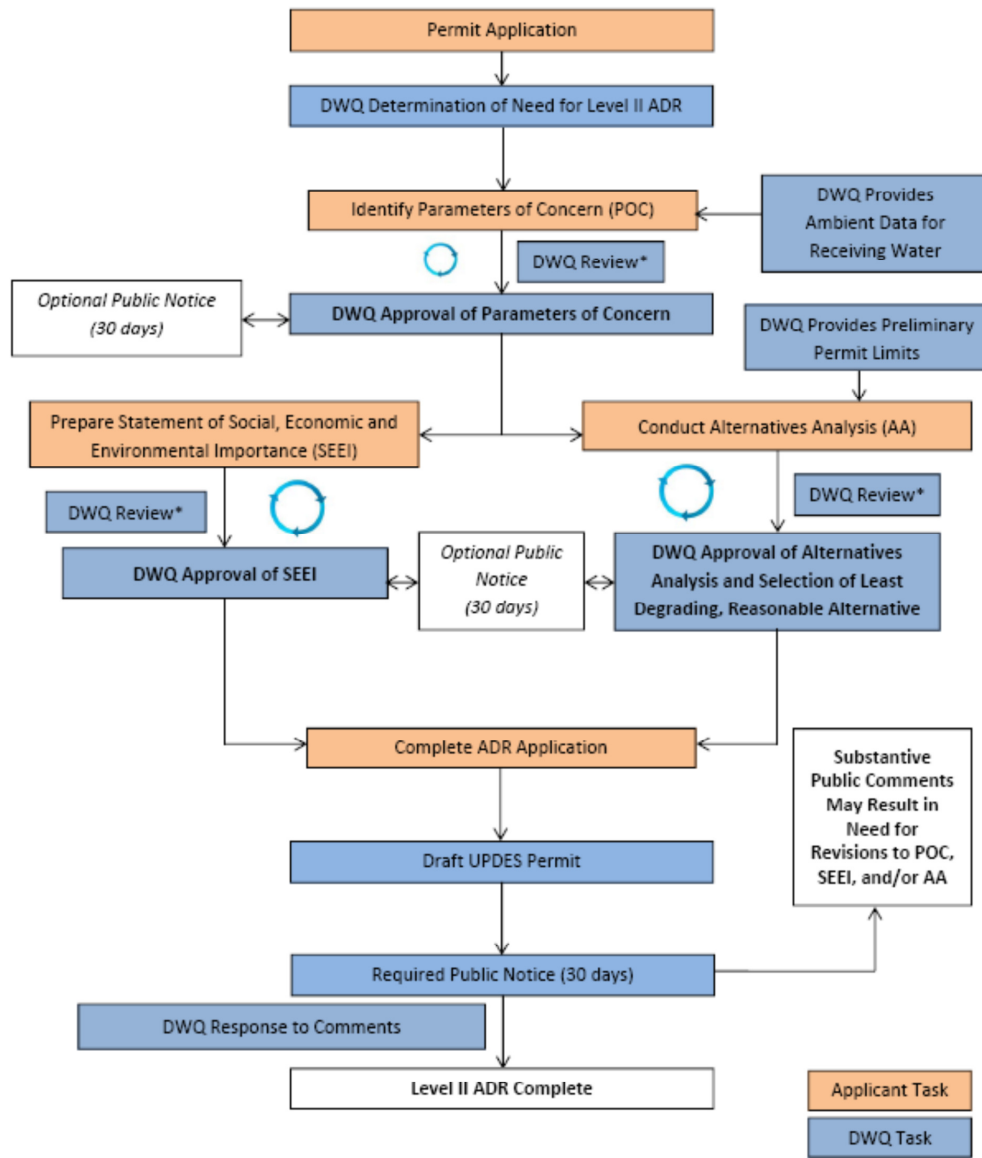 Permit Application
DWQ Determination of Need for Level II ADR
Identify Parameters of Concern (POC)
DWQ Provides
Ambient Data for
Receiving Water
DWQ Review*
Optional Public Notice
(30 days)
DWQ Approval of Parameters of Concern
DWQ Provides Preliminary
Permit Limits
Prepare Statement of Social, Economic and
Environmental Importance (SEEI)
Conduct Alternatives Analysis (AA)
DWQ Review*
DWQ Review*
DWQ Approval of SEEI
Optional Public
Notice
(30 days)
DWQ Approval of Alternatives
Analysis and Selection of Least
Degrading, Reasonable Alternative
Complete ADR Application
Substantive
Public Comments
May Result in
Need for
Revisions to POC,
SEEI, and/or AA
Draft UPDES Permit
Required Public Notice (30 days)
DWQ Response to Comments
Level II ADR Complete
Applicant Task
DWQ Task